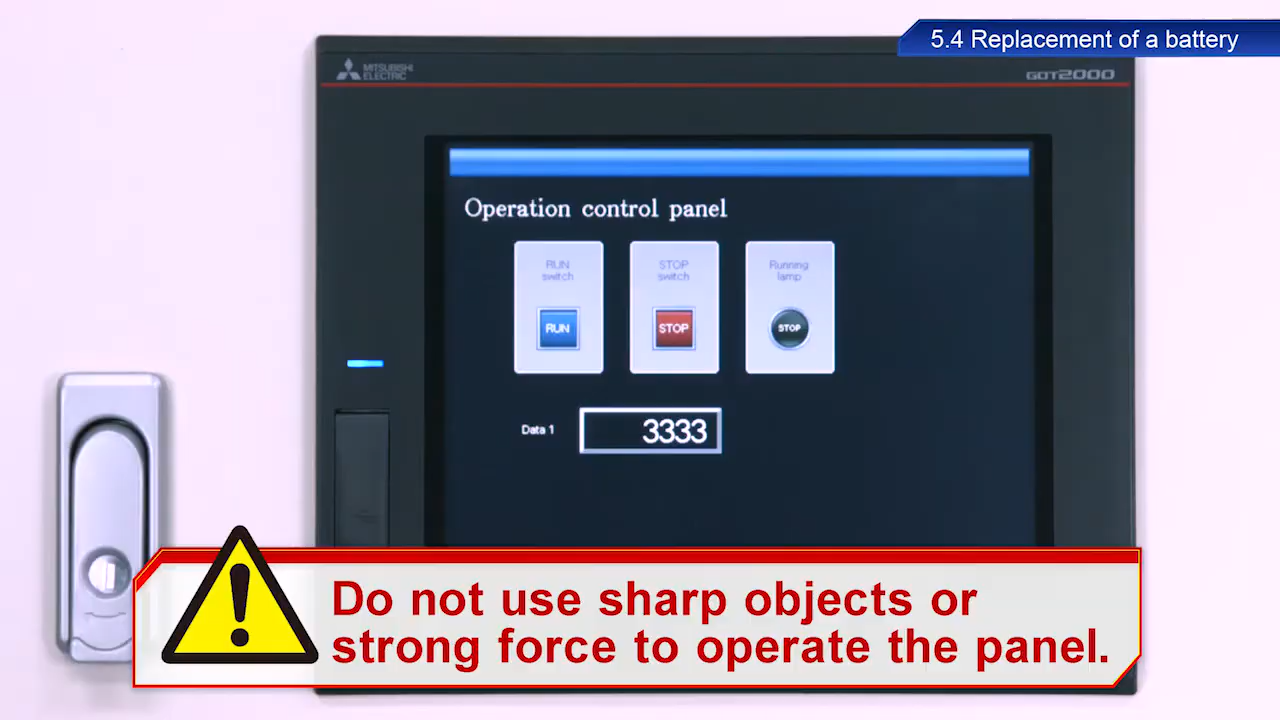 5.4 Replacement of a battery
MITSUBISHI
ELECTRIC
GOT2000
Operation control panel
RUN
switch
STOP
switch
Running
lamp
RUN
STOP
STOP
Data 1
3333
Do not use sharp objects or
strong force to operate the panel.